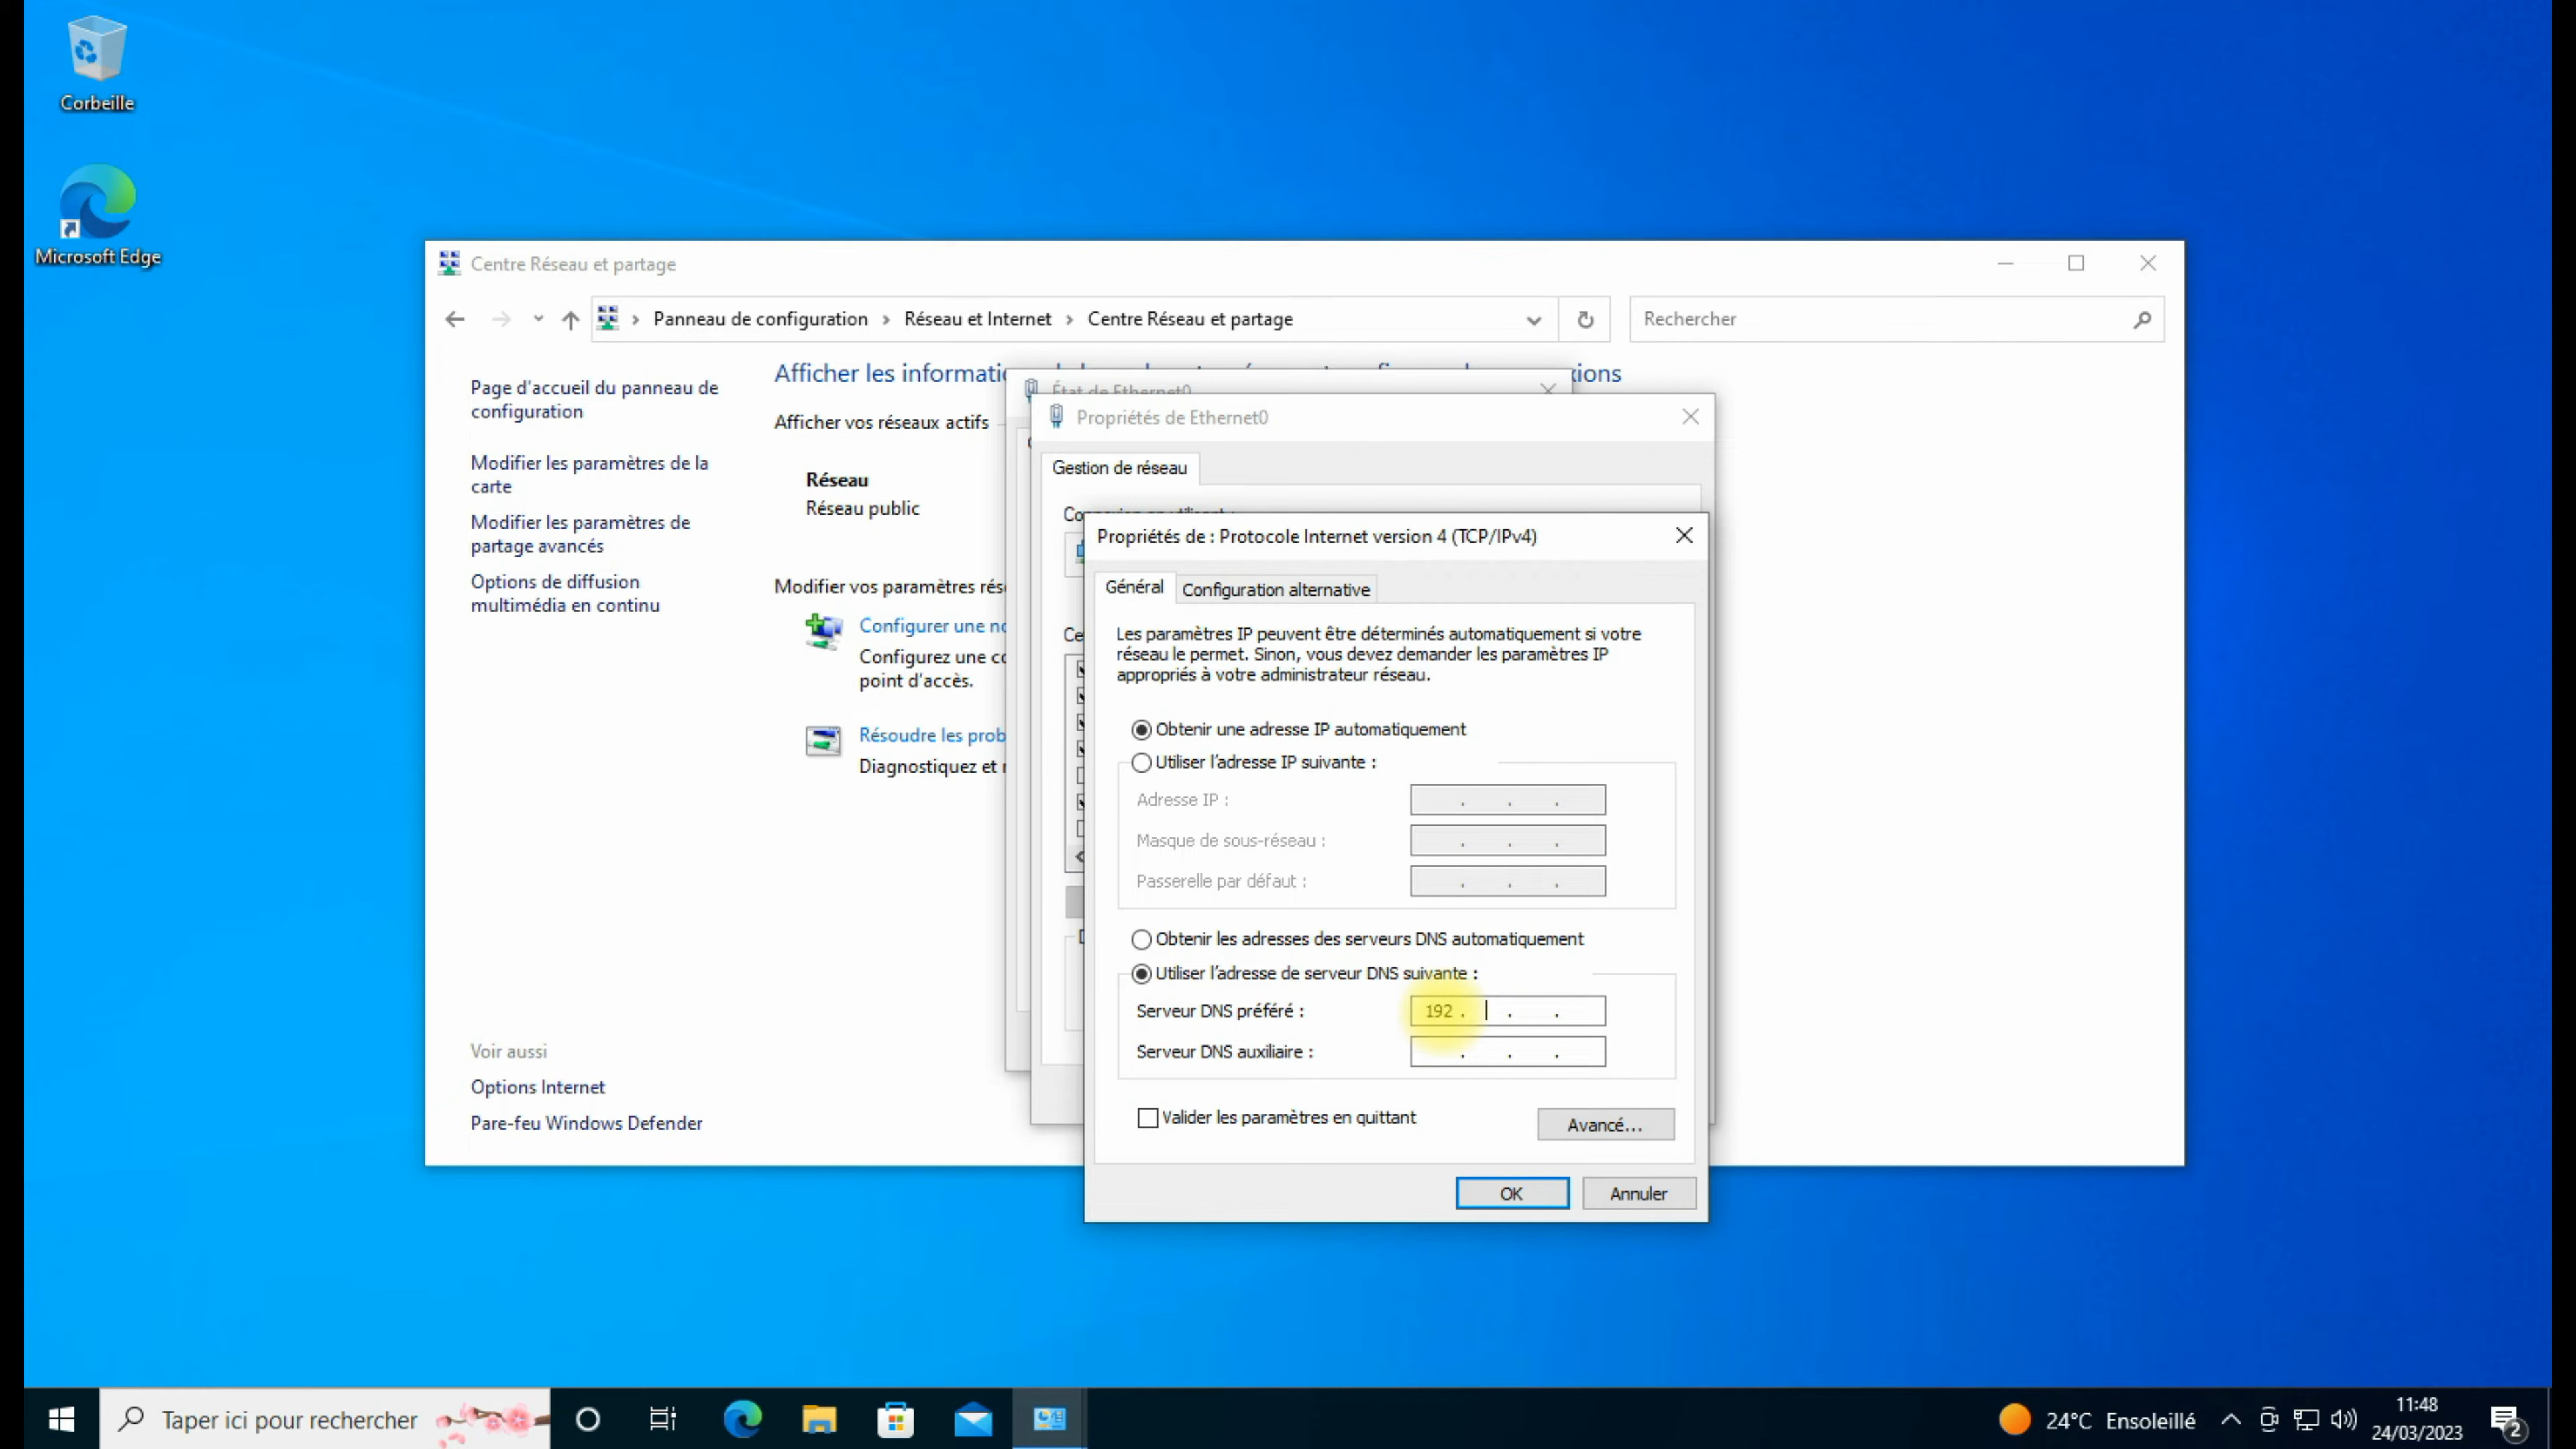 Corbeille
Microsoft Edge
Centre Réseau et partage
Panneau de configuration
Réseau et Internet
Centre Réseau et partage
Rechercher
Page d'accueil du panneau de
configuration
Modifier les paramètres de la
carte
Modifier les paramètres de
partage avancés
Options de diffusion
multimédia en continu
Voir aussi
Options Internet
Pare-feu Windows Defender
Afficher les
Afficher vos réseaux actifs
Réseau
Réseau public
Modifier vos paramètres
Configurer une
Configurez une
point d'accès.
Résoudre les
Diagnostiquez et
État de Ethernet0
Propriétés de Ethernet0
Gestion de réseau
Propriétés de : Protocole Internet version 4 (TCP/IPv4)
Général
Configuration alternative
Les paramètres IP peuvent être déterminés automatiquement si votre
réseau le permet. Sinon, vous devez demander les paramètres IP
appropriés à votre administrateur réseau.
Obtenir une adresse IP automatiquement
Utiliser l'adresse IP suivante :
Adresse IP :
. . .
Masque de sous-réseau :
. . .
Passerelle par défaut :
. . .
Obtenir les adresses des serveurs DNS automatiquement
Utiliser l'adresse de serveur DNS suivante :
Serveur DNS préféré :
192 . . .
Serveur DNS auxiliaire :
. . .
Valider les paramètres en quittant
Avancé...
OK
Annuler
Taper ici pour rechercher
24°C Ensoleillé
11:48
24/03/2023
2